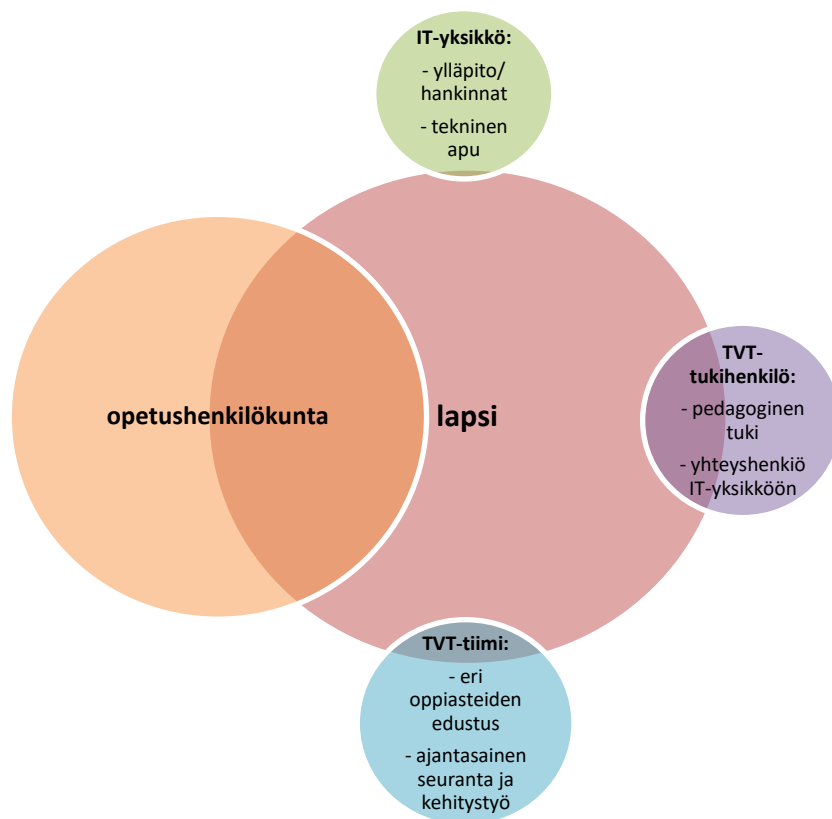 IT-yksikkö:
- ylläpito/
hankinnat
- tekninen
apu
opetushenkilökunta
lapsi
TVT-
tukihenkilö:
- pedagoginen
tuki
- yhteyshenkiö
IT-yksikköön
TVT-tiimi:
- eri
oppiasteiden
edustus
- ajantasainen
seuranta ja
kehitystyö